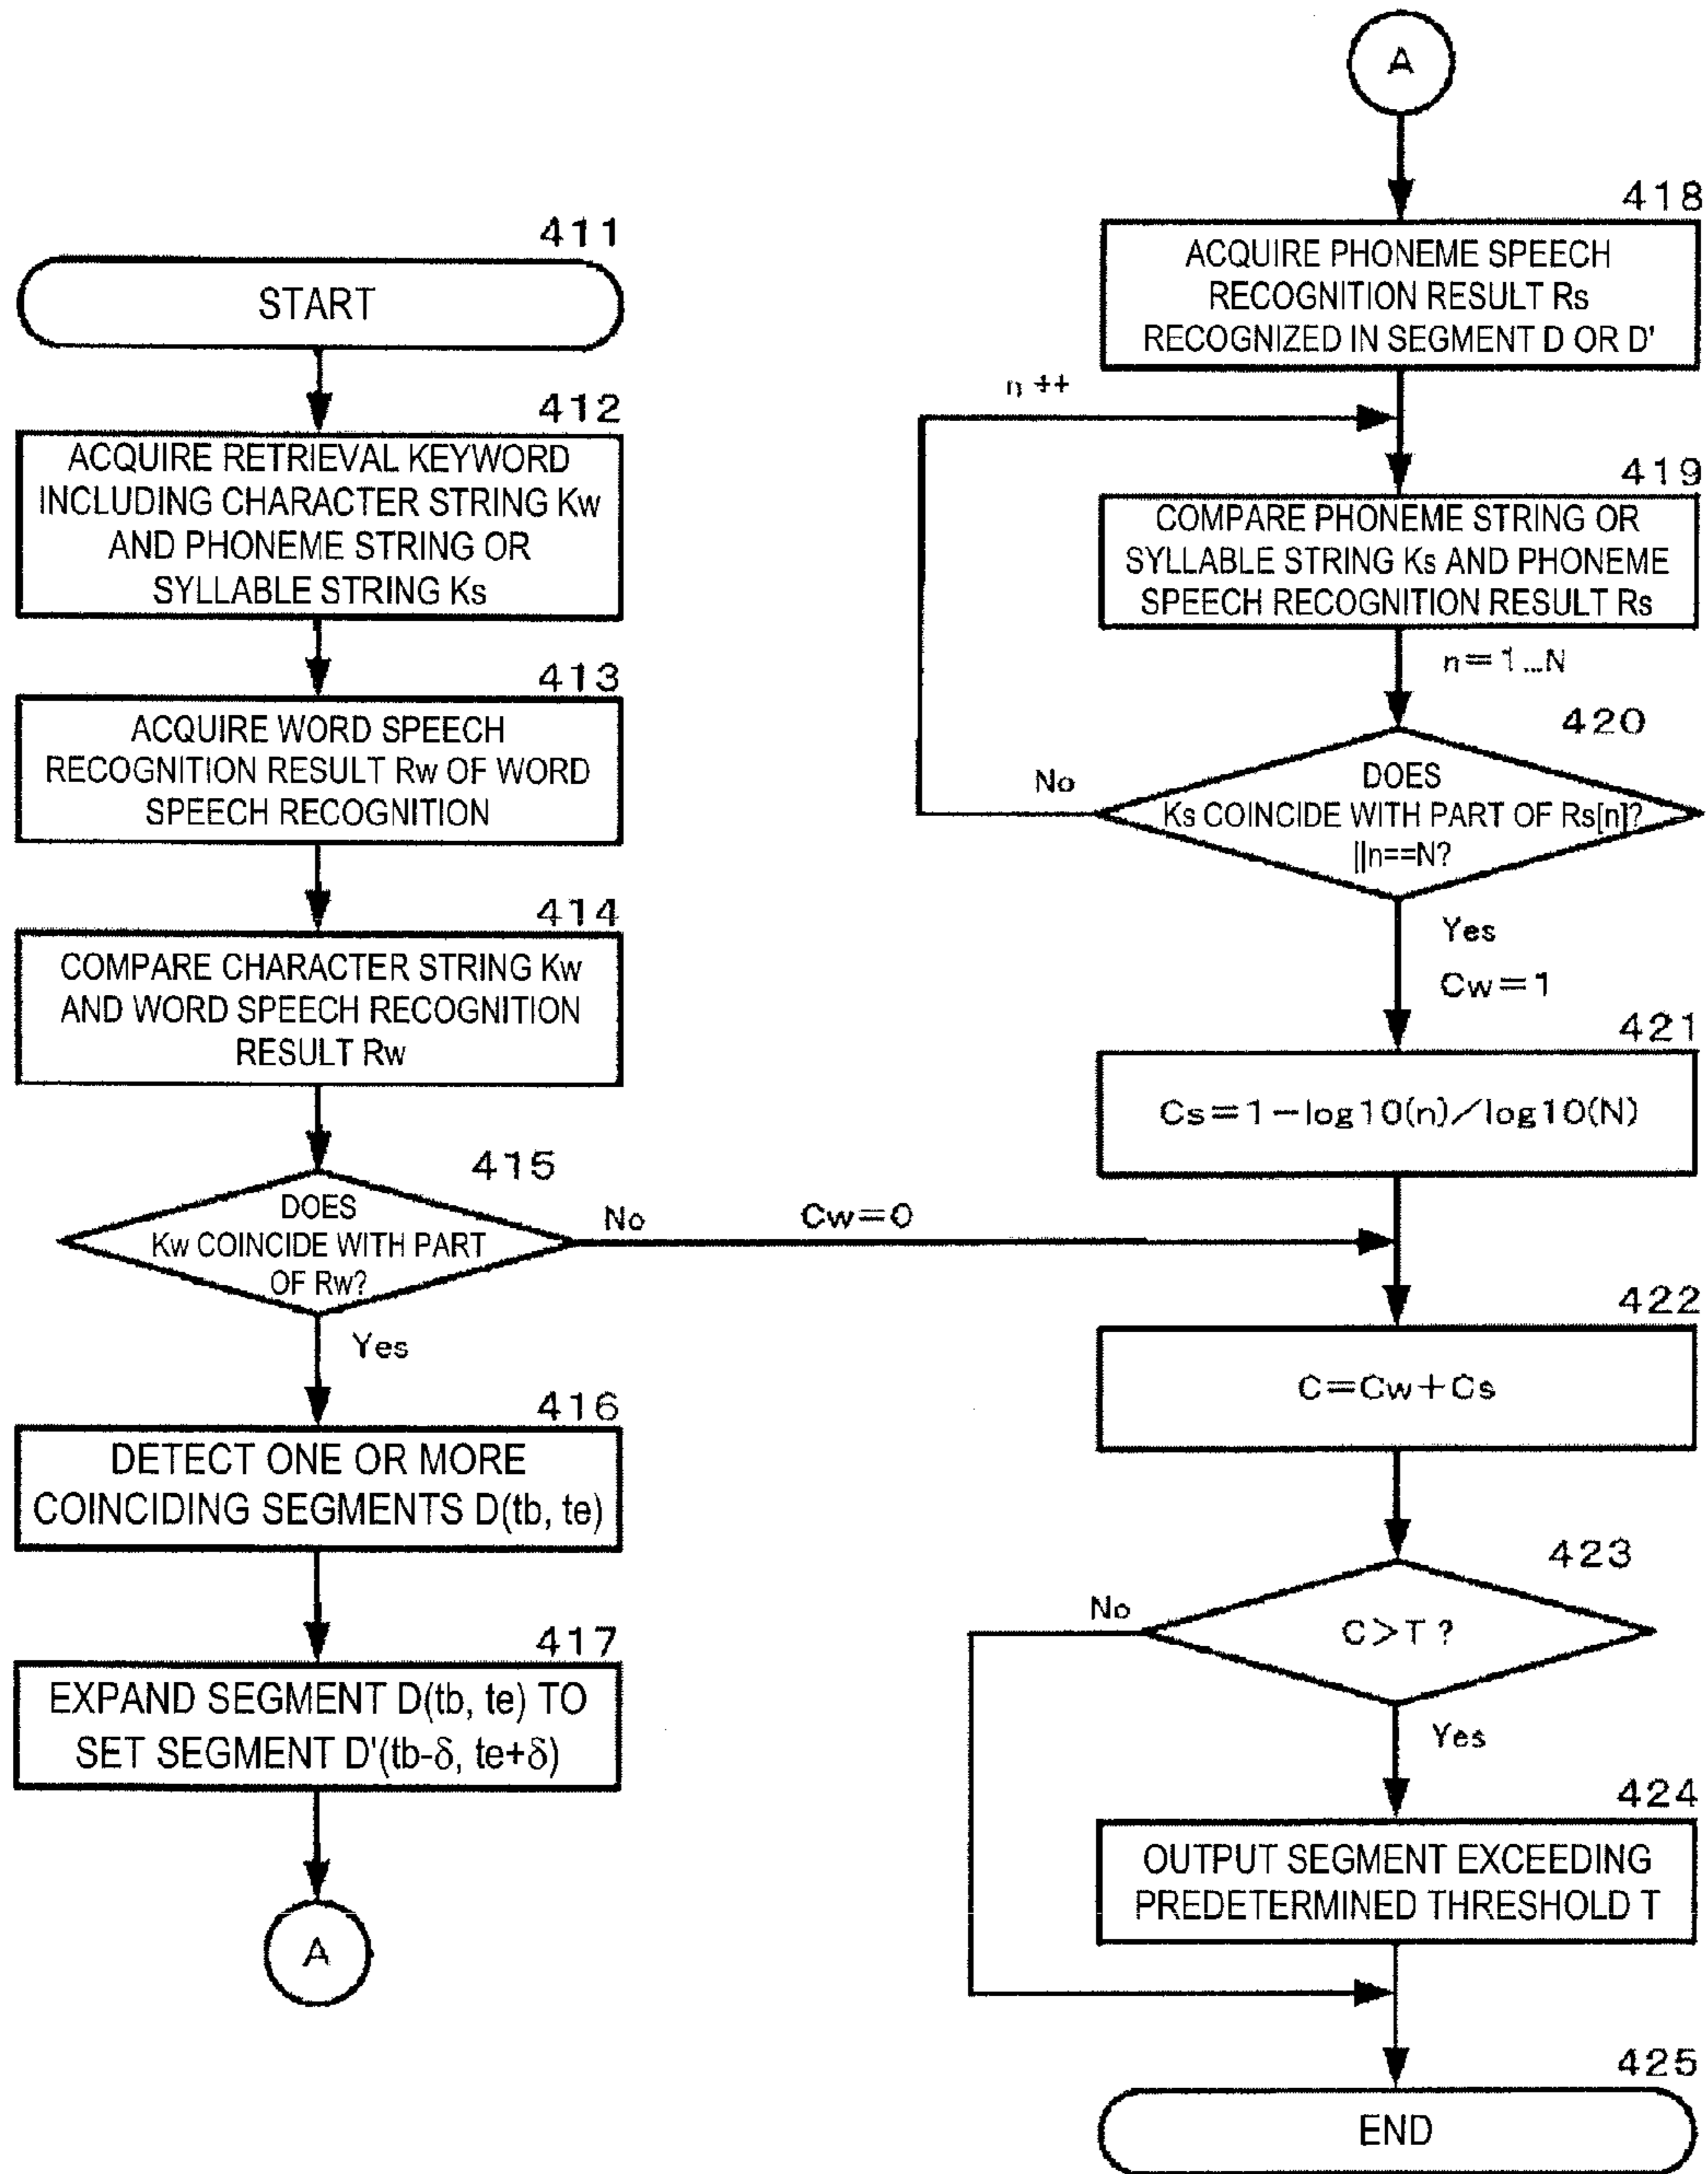 411
START
412
ACQUIRE RETRIEVAL KEYWORD
INCLUDING CHARACTER STRING Kw
AND PHONEME STRING OR
SYLLABLE STRING Ks
413
ACQUIRE WORD SPEECH
RECOGNITION RESULT Rw OF WORD
SPEECH RECOGNITION
414
COMPARE CHARACTER STRING Kw
AND WORD SPEECH RECOGNITION
RESULT Rw
415
DOES
Kw COINCIDE WITH PART
OF Rw?
No
Cw=0
Yes
416
DETECT ONE OR MORE
COINCIDING SEGMENTS D(tb, te)
417
EXPAND SEGMENT D(tb, te) TO
SET SEGMENT D'(tb-δ, te+δ)
A
A
418
ACQUIRE PHONEME SPEECH
RECOGNITION RESULT Rs
RECOGNIZED IN SEGMENT D OR D'
n ++
419
COMPARE PHONEME STRING OR
SYLLABLE STRING Ks AND PHONEME
SPEECH RECOGNITION RESULT Rs
n=1...N
420
DOES
Ks COINCIDE WITH PART OF Rs[n]?
||n==N?
No
Yes
Cw=1
421
Cs=1-log10(n)/log10(N)
422
C=Cw+Cs
423
C>T ?
No
Yes
424
OUTPUT SEGMENT EXCEEDING
PREDETERMINED THRESHOLD T
425
END